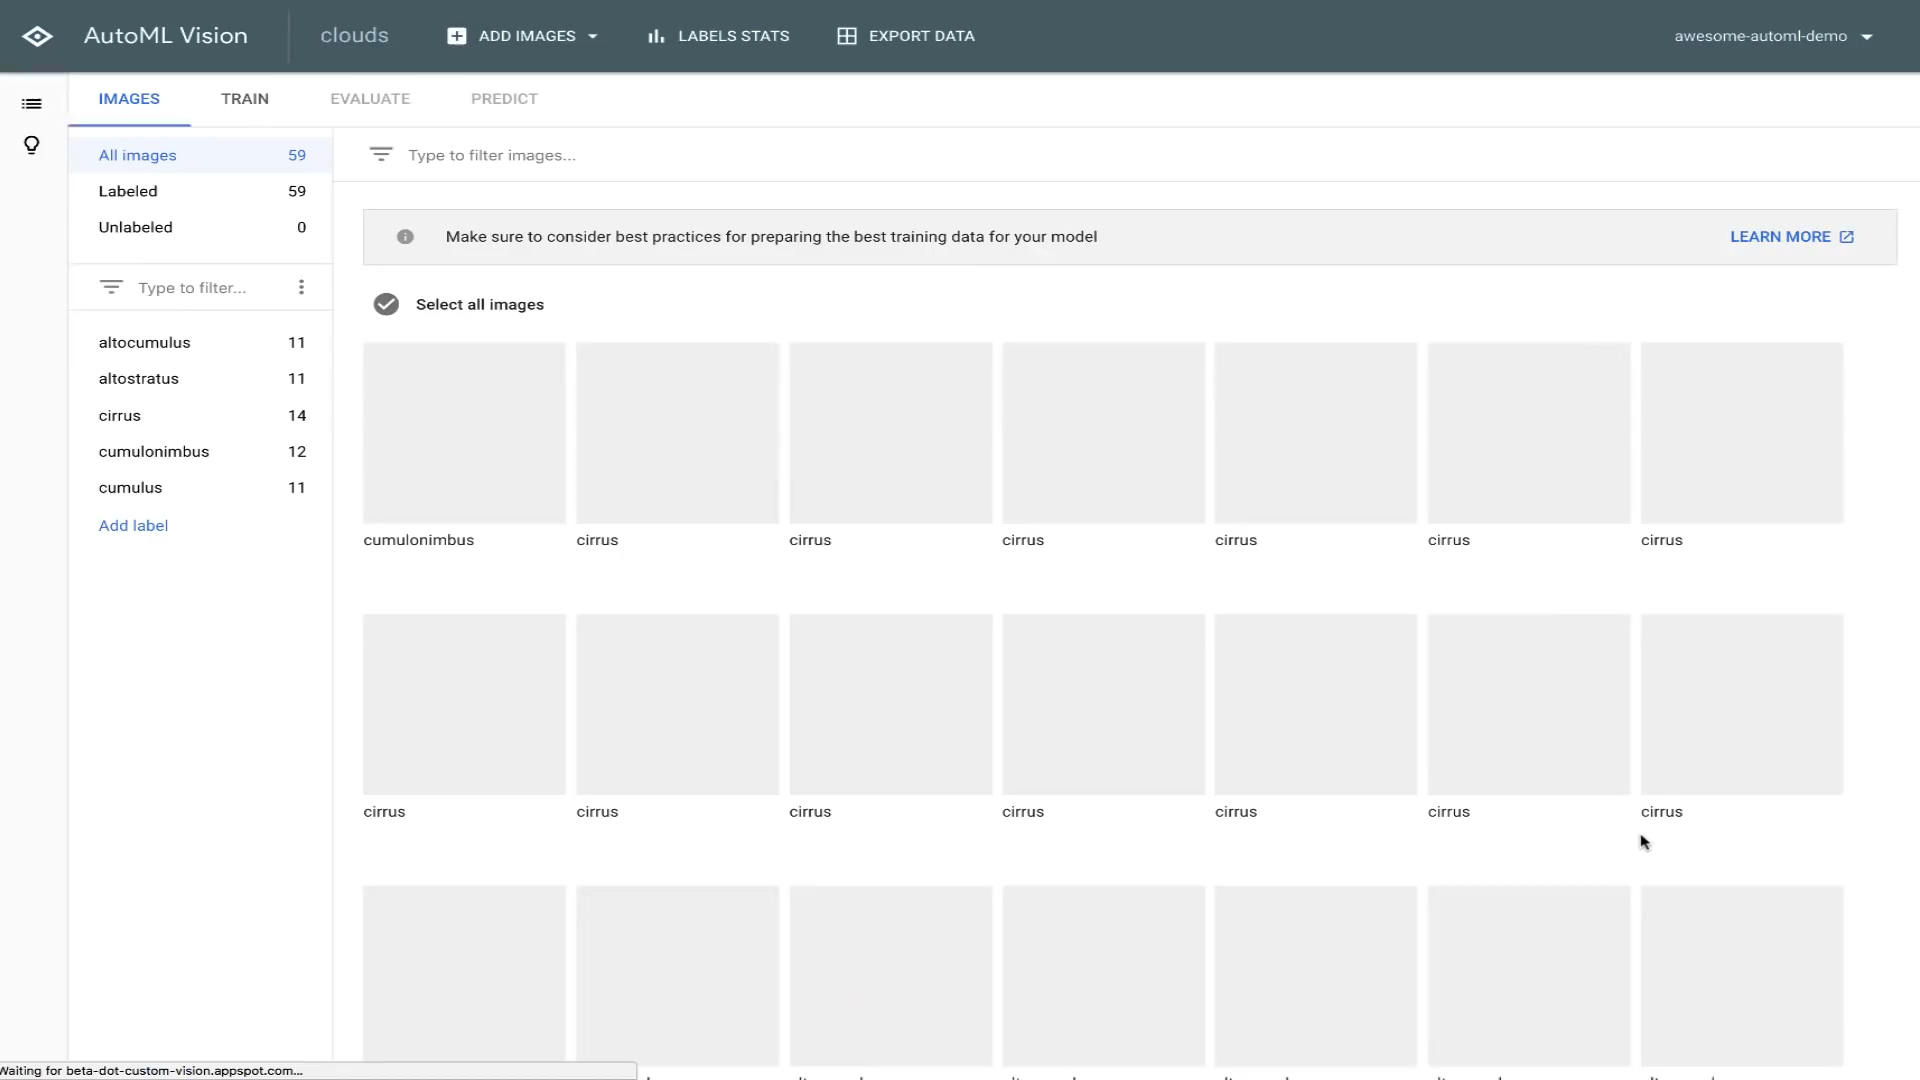 AutoML Vision
clouds
ADD IMAGES
LABELS STATS
EXPORT DATA
awesome-automl-demo
IMAGES
TRAIN
EVALUATE
PREDICT
All images 59
Labeled 59
Unlabeled 0
Type to filter...
altocumulus 11
altostratus 11
cirrus 14
cumulonimbus 12
cumulus 11
Add label
Type to filter images...
Make sure to consider best practices for preparing the best training data for your model
LEARN MORE
Select all images
cumulonimbus cirrus cirrus cirrus cirrus cirrus cirrus
cirrus cirrus cirrus cirrus cirrus cirrus cirrus
Waiting for beta-dot-custom-vision.appspot.com...